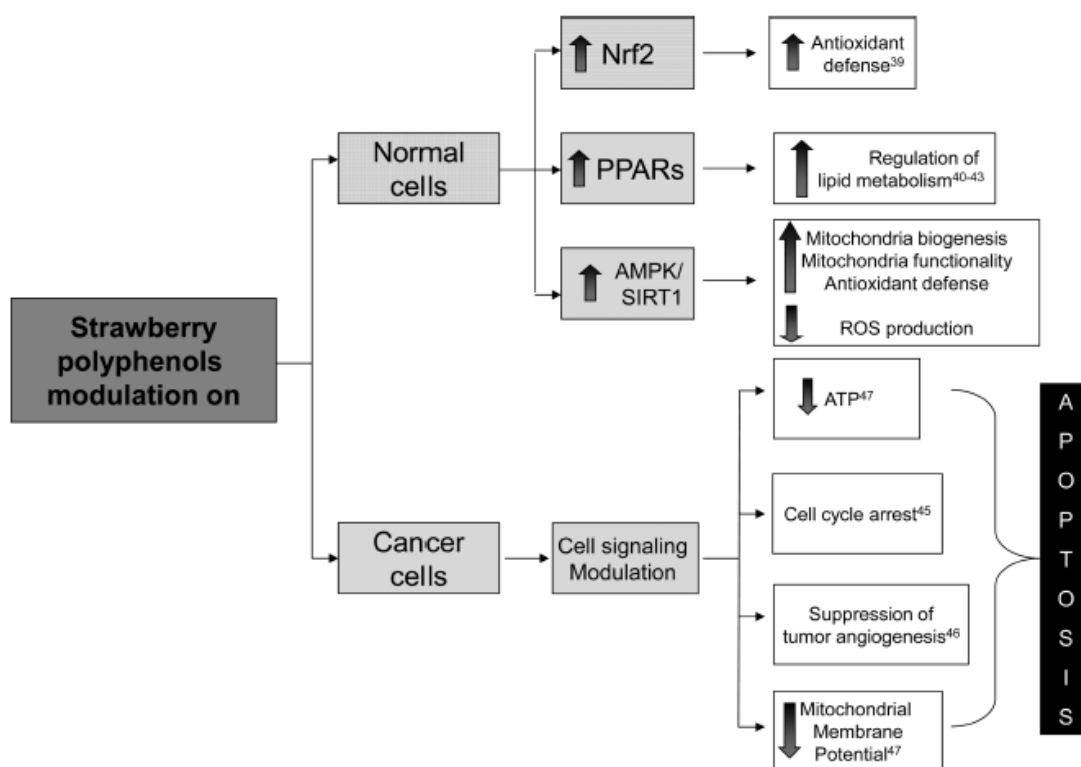 Strawberry
polyphenols
modulation on
Normal
cells
Nrf2
Antioxidant
defense³⁹
PPARs
Regulation of
lipid metabolism⁴⁰⁻⁴³
AMPK/
SIRT1
Mitochondria biogenesis
Mitochondria functionality
Antioxidant defense
ROS production
Cancer
cells
Cell signaling
Modulation
ATP⁴⁷
Cell cycle arrest⁴⁵
Suppression of
tumor angiogenesis⁴⁶
Mitochondrial
Membrane
Potential⁴⁷
A
P
O
P
T
O
S
I
S